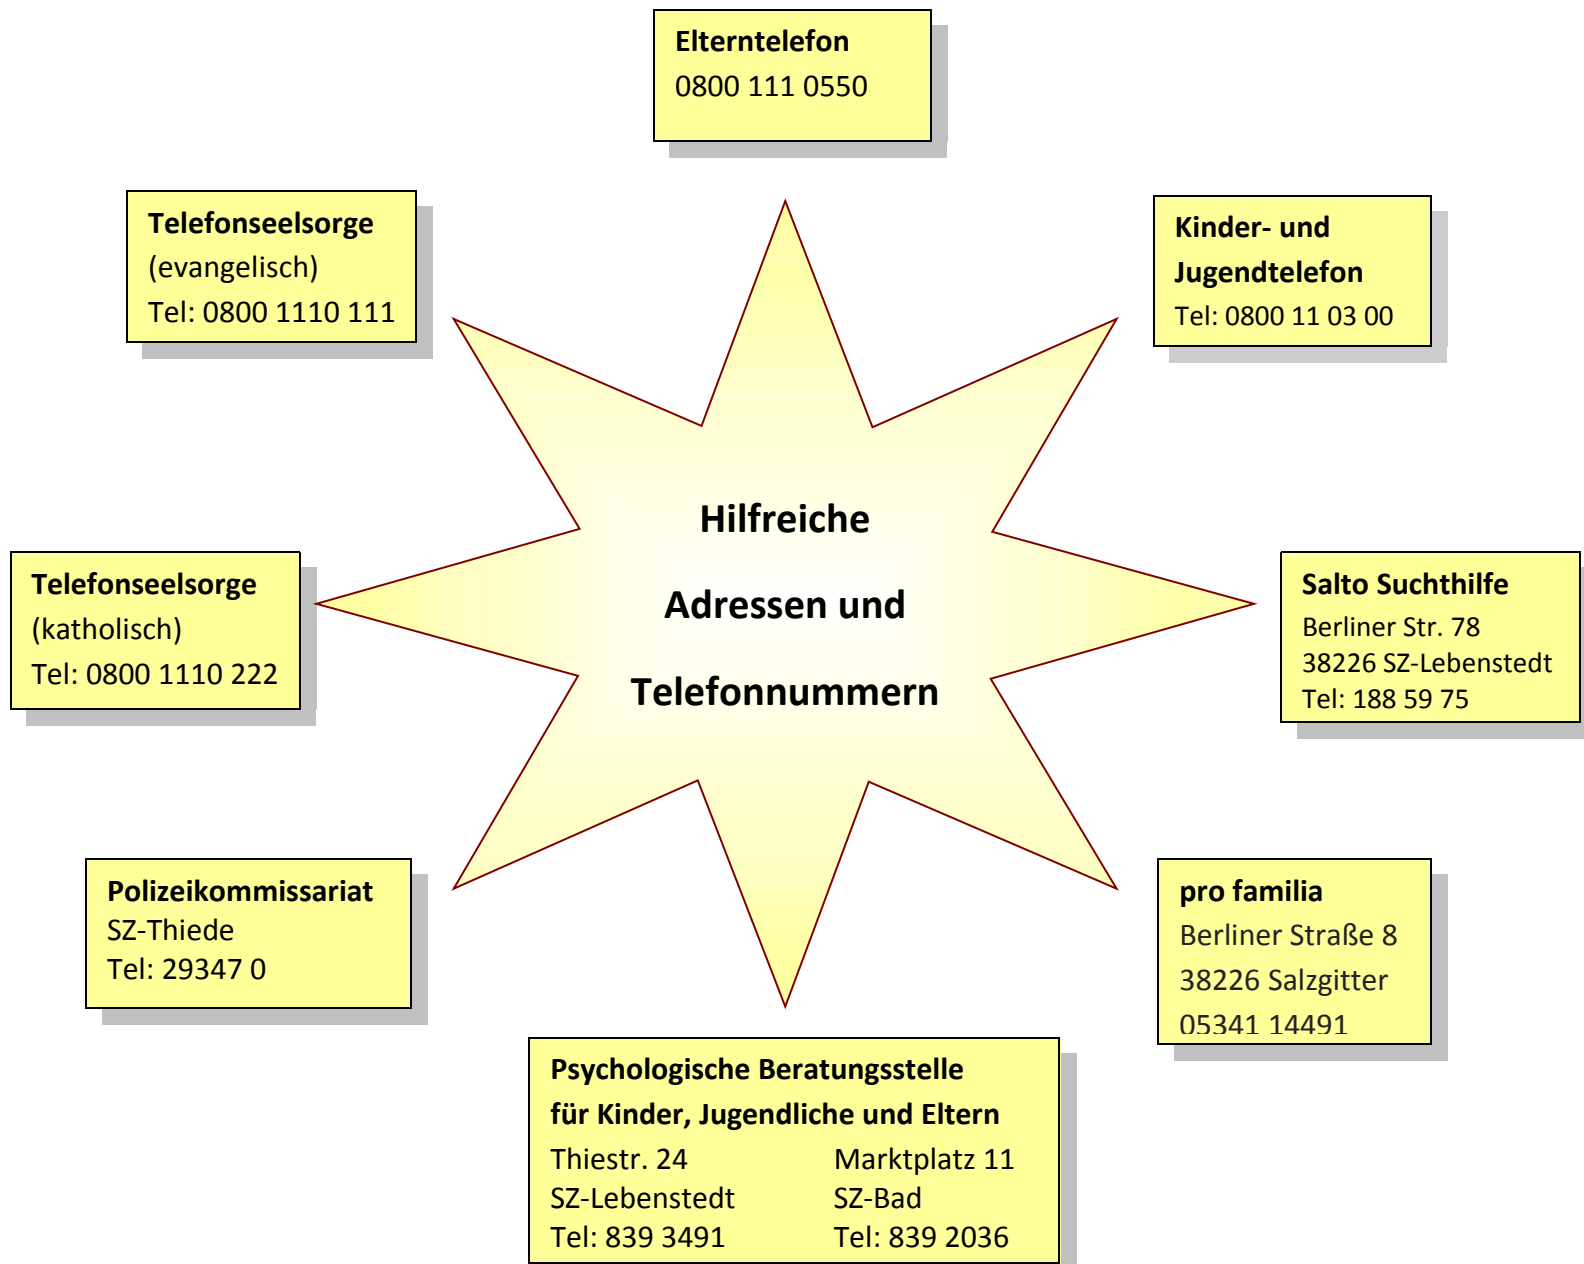 Elterntelefon
0800 111 0550
Telefonseelsorge
(evangelisch)
Tel: 0800 1110 111
Kinder- und
Jugendtelefon
Tel: 0800 11 03 00
Hilfreiche
Adressen und
Telefonnummern
Telefonseelsorge
(katholisch)
Tel: 0800 1110 222
Salto Suchthilfe
Berliner Str. 78
38226 SZ-Lebenstedt
Tel: 188 59 75
Polizeikommissariat
SZ-Thiede
Tel: 29347 0
pro familia
Berliner Straße 8
38226 Salzgitter
05341 14491
Psychologische Beratungsstelle
für Kinder, Jugendliche und Eltern
Thiestr. 24
SZ-Lebenstedt
Tel: 839 3491
Marktplatz 11
SZ-Bad
Tel: 839 2036